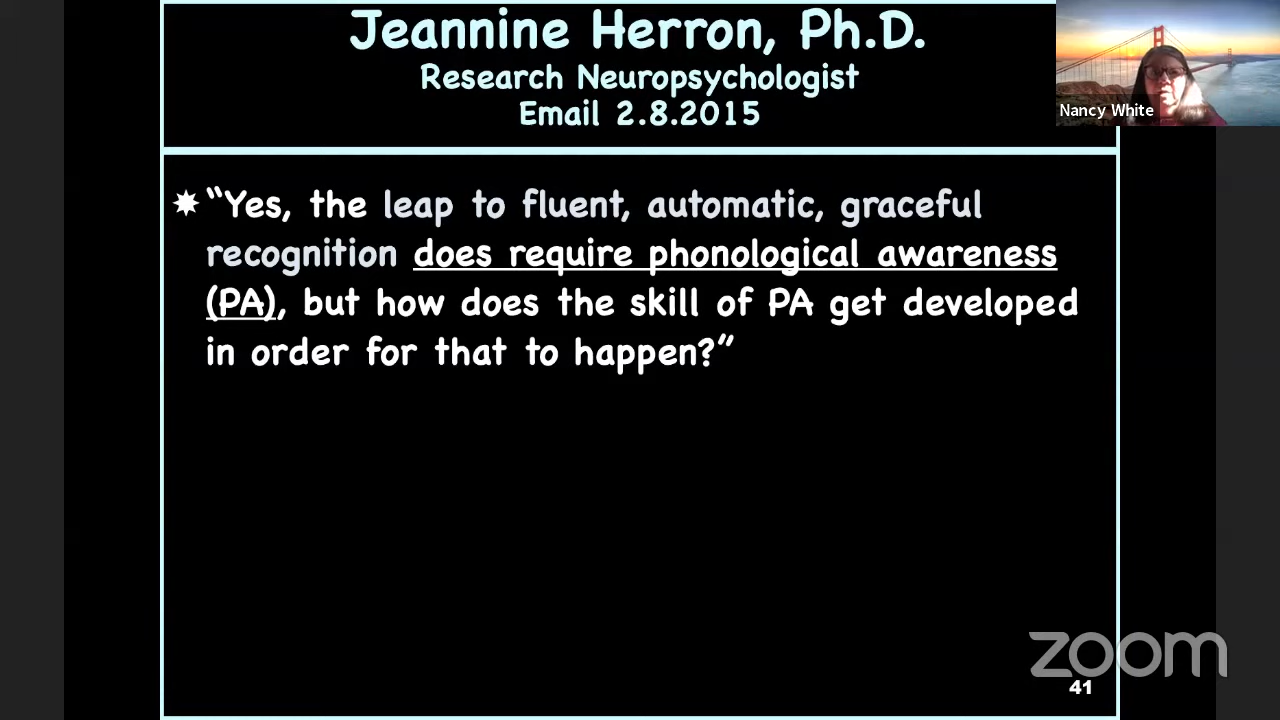 Jeannine Herron, Ph.D.
Research Neuropsychologist
Email 2.8.2015
Nancy White
“Yes, the leap to fluent, automatic, graceful
recognition does require phonological awareness
(PA), but how does the skill of PA get developed
in order for that to happen?”
zoom
41